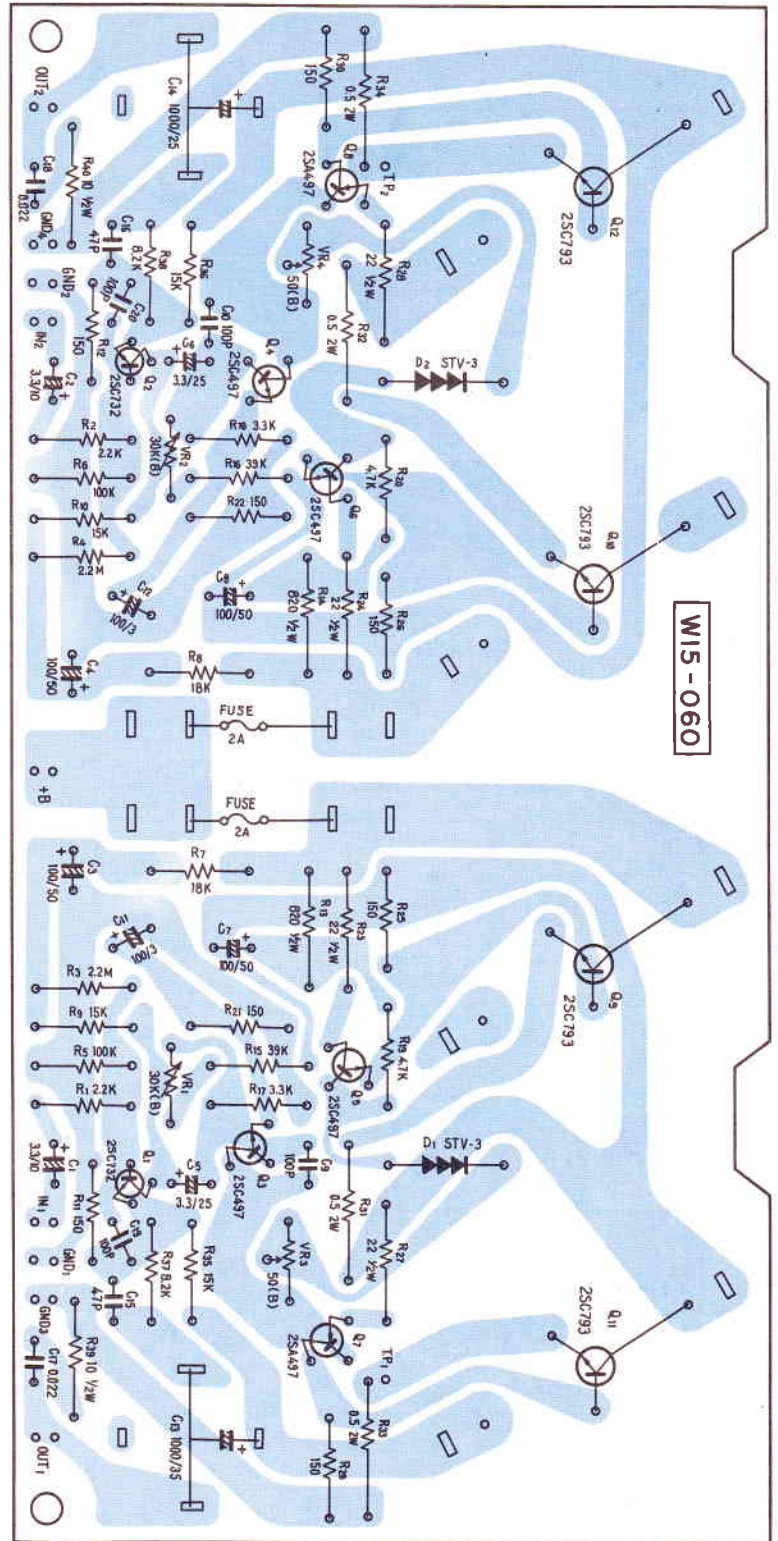 OUT2
C18
0.022
R40 10 ½W
GND4
C14 1000/25
C16
47P
R38
8.2K
R36
15K
R30
150
R34
0.5 2W
Q8
2SA497
T.P2
Q12
2SC793
GND2
IN2
C20
100P
R12
150
C2
3.3/10
Q2
2SC732
C6
3.3/25
C10 100P
Q4
2SC497
VR4
50(B)
R28
22 ½W
R32
0.5 2W
D2 STV-3
R2
2.2K
R6
100K
R10
15K
R4
2.2M
VR2
30K(B)
R18 3.3K
R16 39K
R22 150
Q6
2SC497
R20
4.7K
Q10
2SC793
C12
100/3
C8
100/50
R14
820 ½W
R24
22 ½W
R26
150
C4
100/50
R8
18K
W15-060
FUSE
2A
+B
FUSE
2A
C3
100/50
R7
18K
C11
100/3
C7
100/50
R13
820 ½W
R23
22 ½W
R25
150
Q9
2SC793
R3 2.2M
R9 15K
R5 100K
R1 2.2K
VR1
30K(B)
R21 150
R15 39K
R17 3.3K
Q5
2SC497
R19 4.7K
C1
3.3/10
Q1
2SC732
C5
3.3/25
Q3
2SC497
C9
100P
D1 STV-3
IN1
GND1
R11 150
C19
100P
R37 8.2K
R35 15K
R31
0.5 2W
R27
22 ½W
VR3
50(B)
C15
47P
GND3
R39 10 ½W
C17 0.022
OUT1
C13 1000/35
Q7
2SA497
T.P1
R33
0.5 2W
R29
150
Q11
2SC793